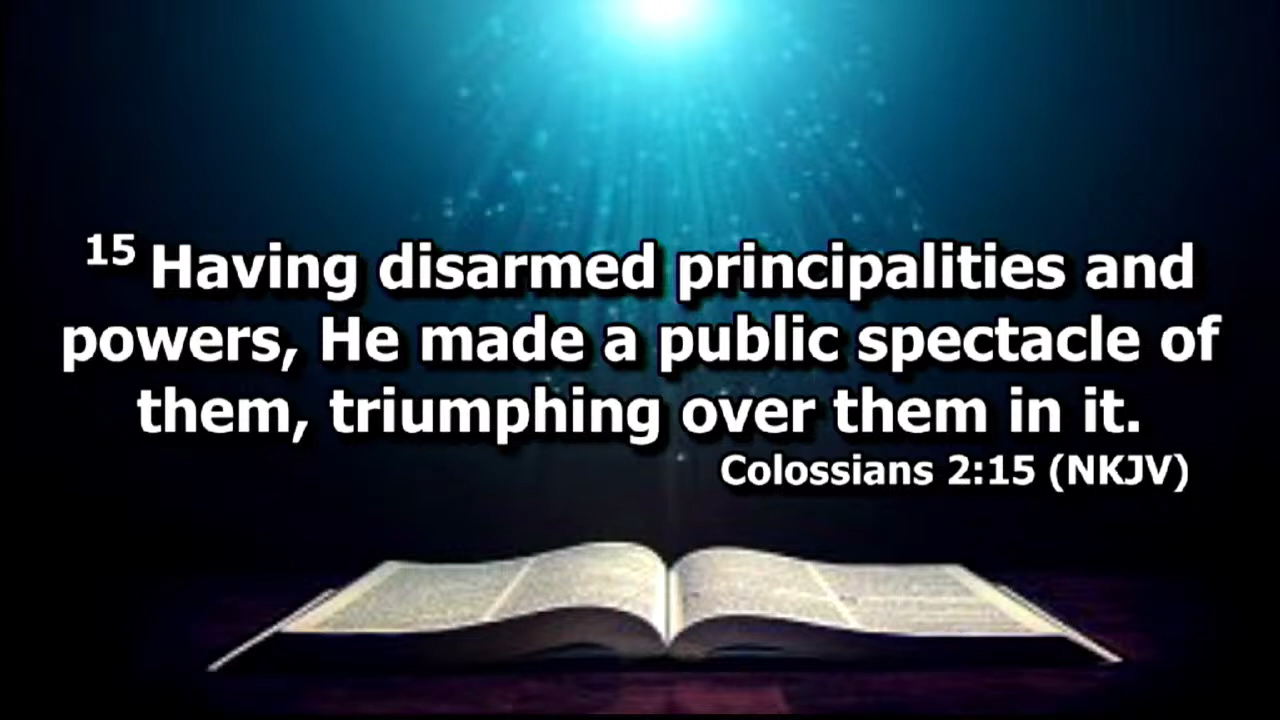 15 Having disarmed principalities and
powers, He made a public spectacle of
them, triumphing over them in it.
Colossians 2:15 (NKJV)